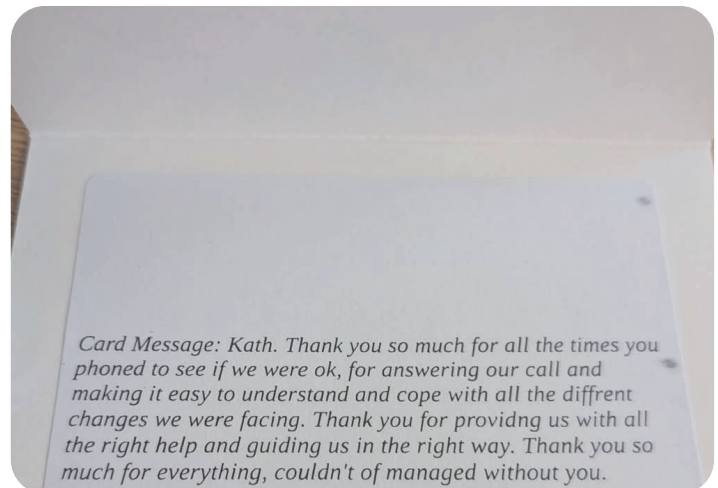 Card Message: Kath. Thank you so much for all the times you
phoned to see if we were ok, for answering our call and
making it easy to understand and cope with all the diffrent
changes we were facing. Thank you for providng us with all
the right help and guiding us in the right way. Thank you so
much for everything, couldn't of managed without you.